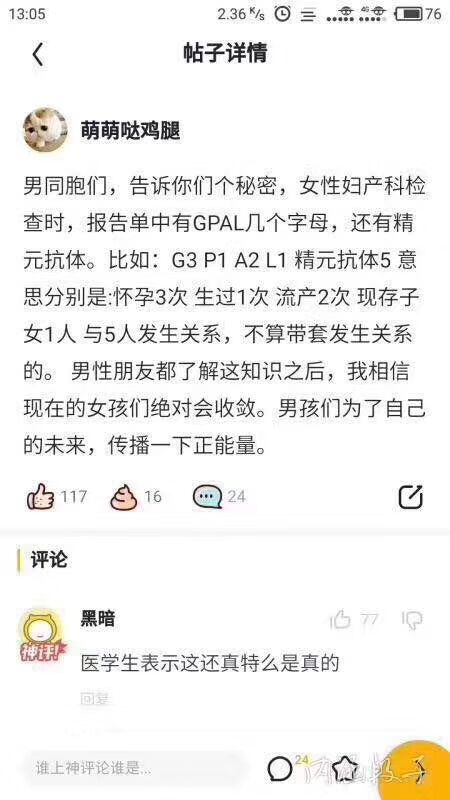 13:05 2.36 K/s 4G 76
帖子详情
萌萌哒鸡腿
男同胞们，告诉你们个秘密，女性妇产科检
查时，报告单中有GPAL几个字母，还有精
元抗体。比如：G3 P1 A2 L1 精元抗体5 意
思分别是:怀孕3次 生过1次 流产2次 现存子
女1人 与5人发生关系，不算带套发生关系
的。 男性朋友都了解这知识之后，我相信
现在的女孩们绝对会收敛。男孩们为了自己
的未来，传播一下正能量。
117 16 24
评论
黑暗 77
神评!
医学生表示这还真特么是真的
回复
谁上神评论谁是... 24
内涵段子